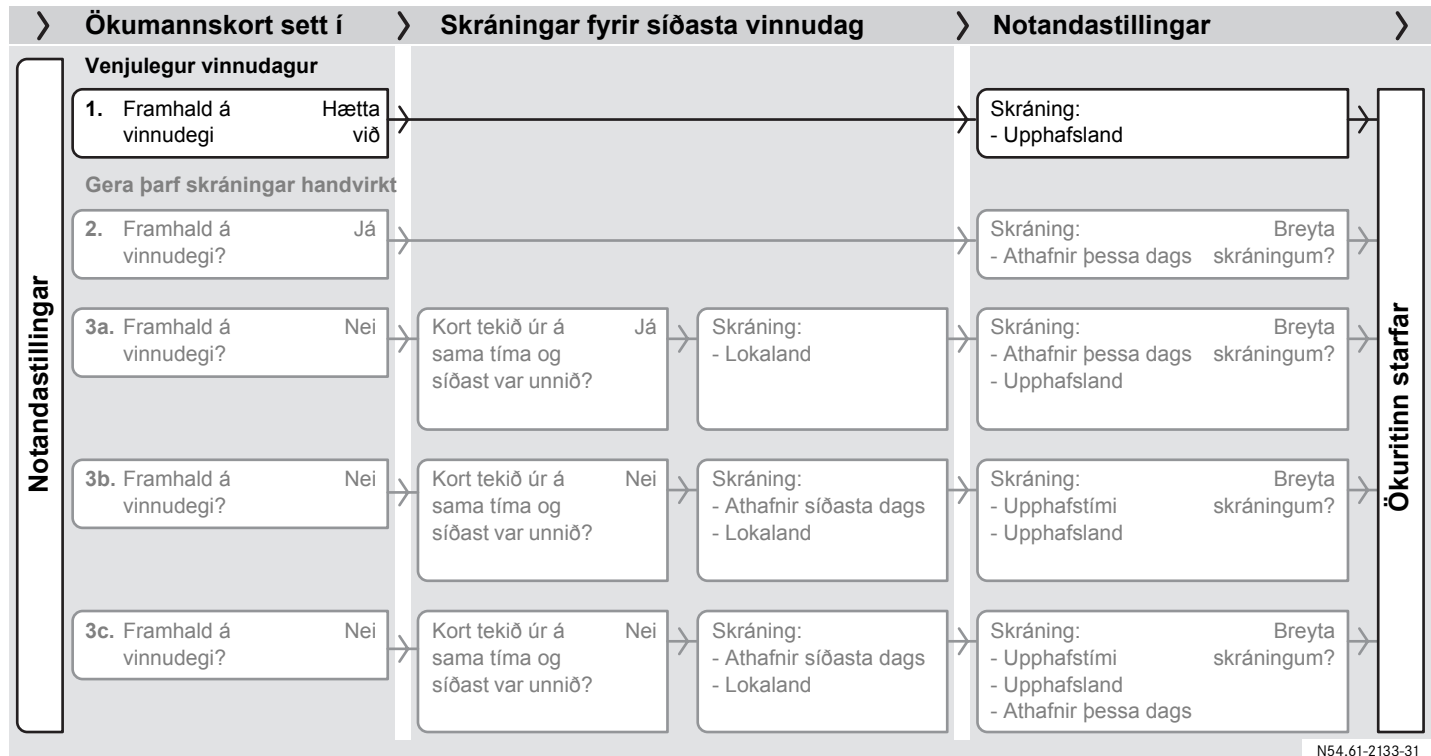 Ökumannskort sett í
Skráningar fyrir síðasta vinnudag
Notandastillingar
Notandastillingar
Venjulegur vinnudagur
1. Framhald á Hætta
vinnudegi við
Skráning:
- Upphafsland
Gera þarf skráningar handvirkt
2. Framhald á Já
vinnudegi?
Skráning: Breyta
- Athafnir þessa dags skráningum?
3a. Framhald á Nei
vinnudegi?
Kort tekið úr á Já
sama tíma og
síðast var unnið?
Skráning:
- Lokaland
Skráning: Breyta
- Athafnir þessa dags skráningum?
- Upphafsland
3b. Framhald á Nei
vinnudegi?
Kort tekið úr á Nei
sama tíma og
síðast var unnið?
Skráning:
- Athafnir síðasta dags
- Lokaland
Skráning: Breyta
- Upphafstími skráningum?
- Upphafsland
3c. Framhald á Nei
vinnudegi?
Kort tekið úr á Nei
sama tíma og
síðast var unnið?
Skráning:
- Athafnir síðasta dags
- Lokaland
Skráning: Breyta
- Upphafstími skráningum?
- Upphafsland
- Athafnir þessa dags
Ökuritinn starfar
N54.61-2133-31